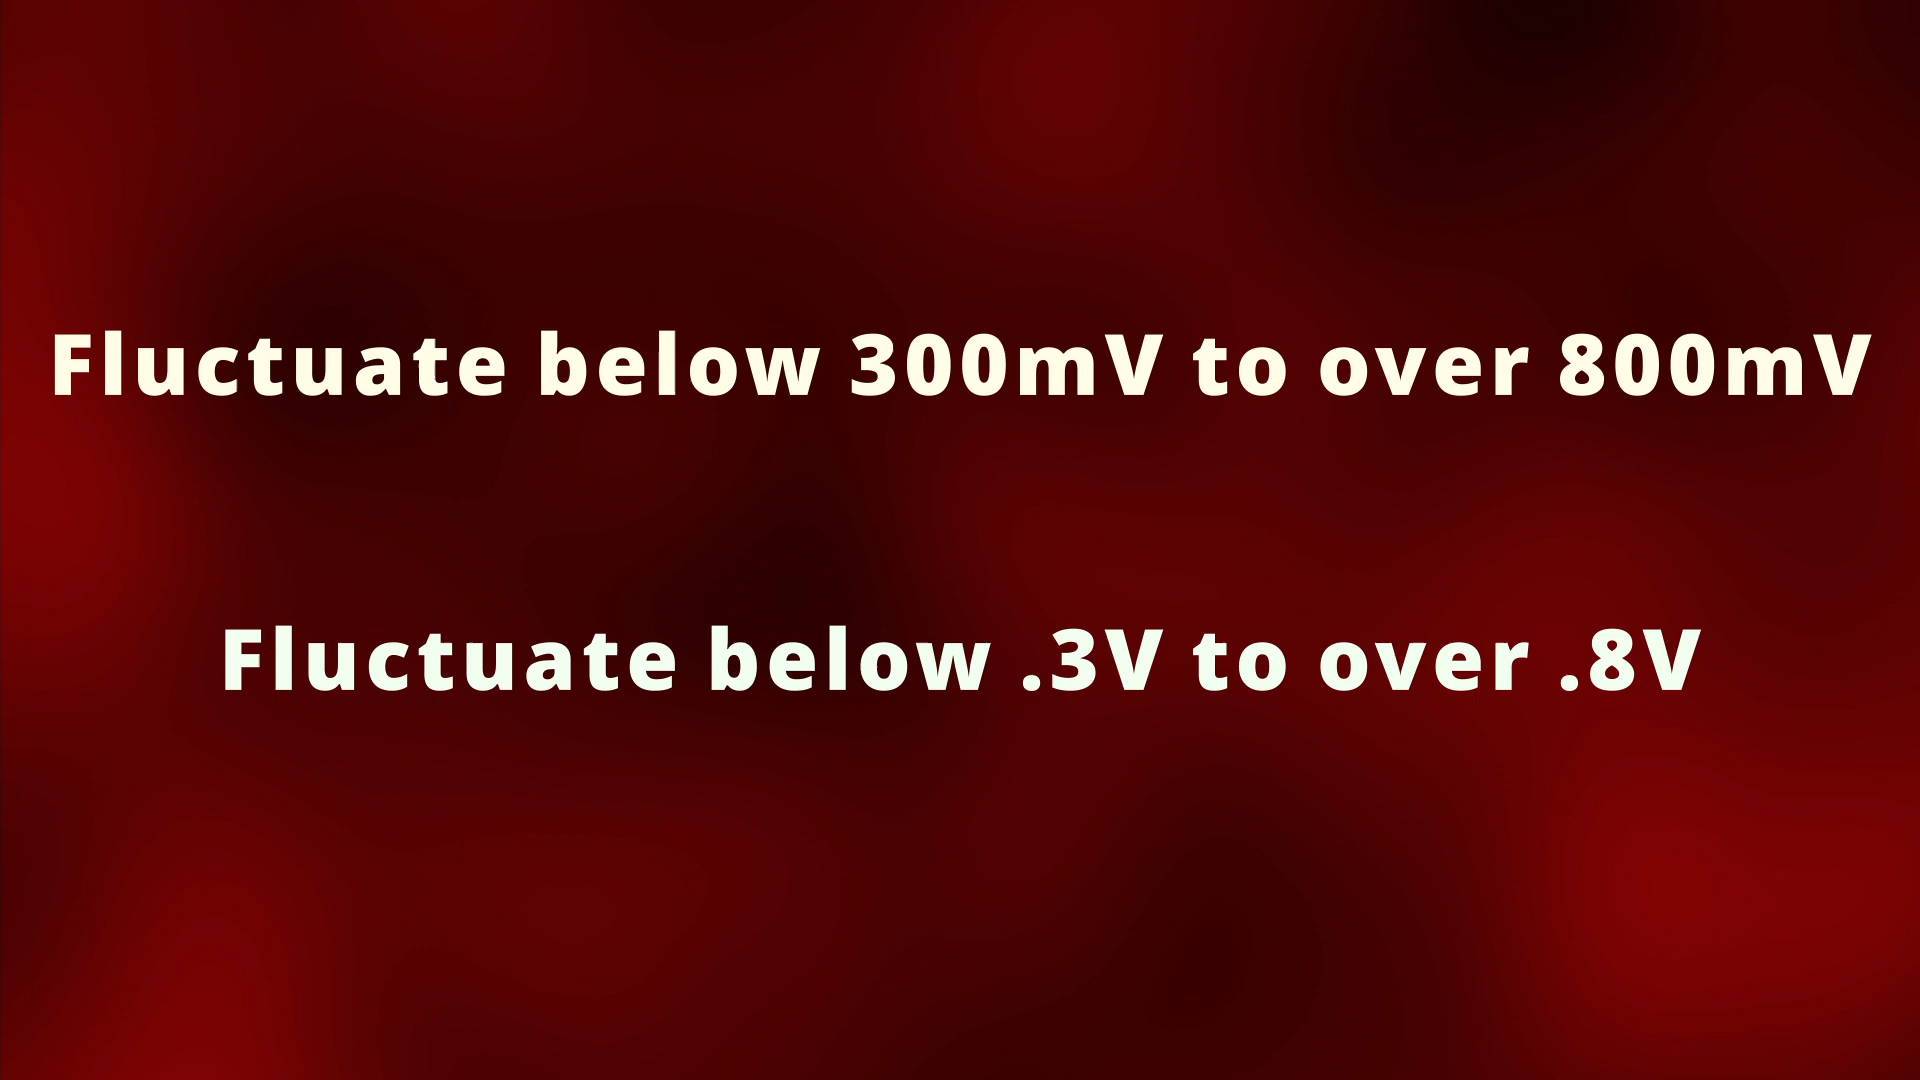 Fluctuate below 300mV to over 800mV
Fluctuate below .3V to over .8V